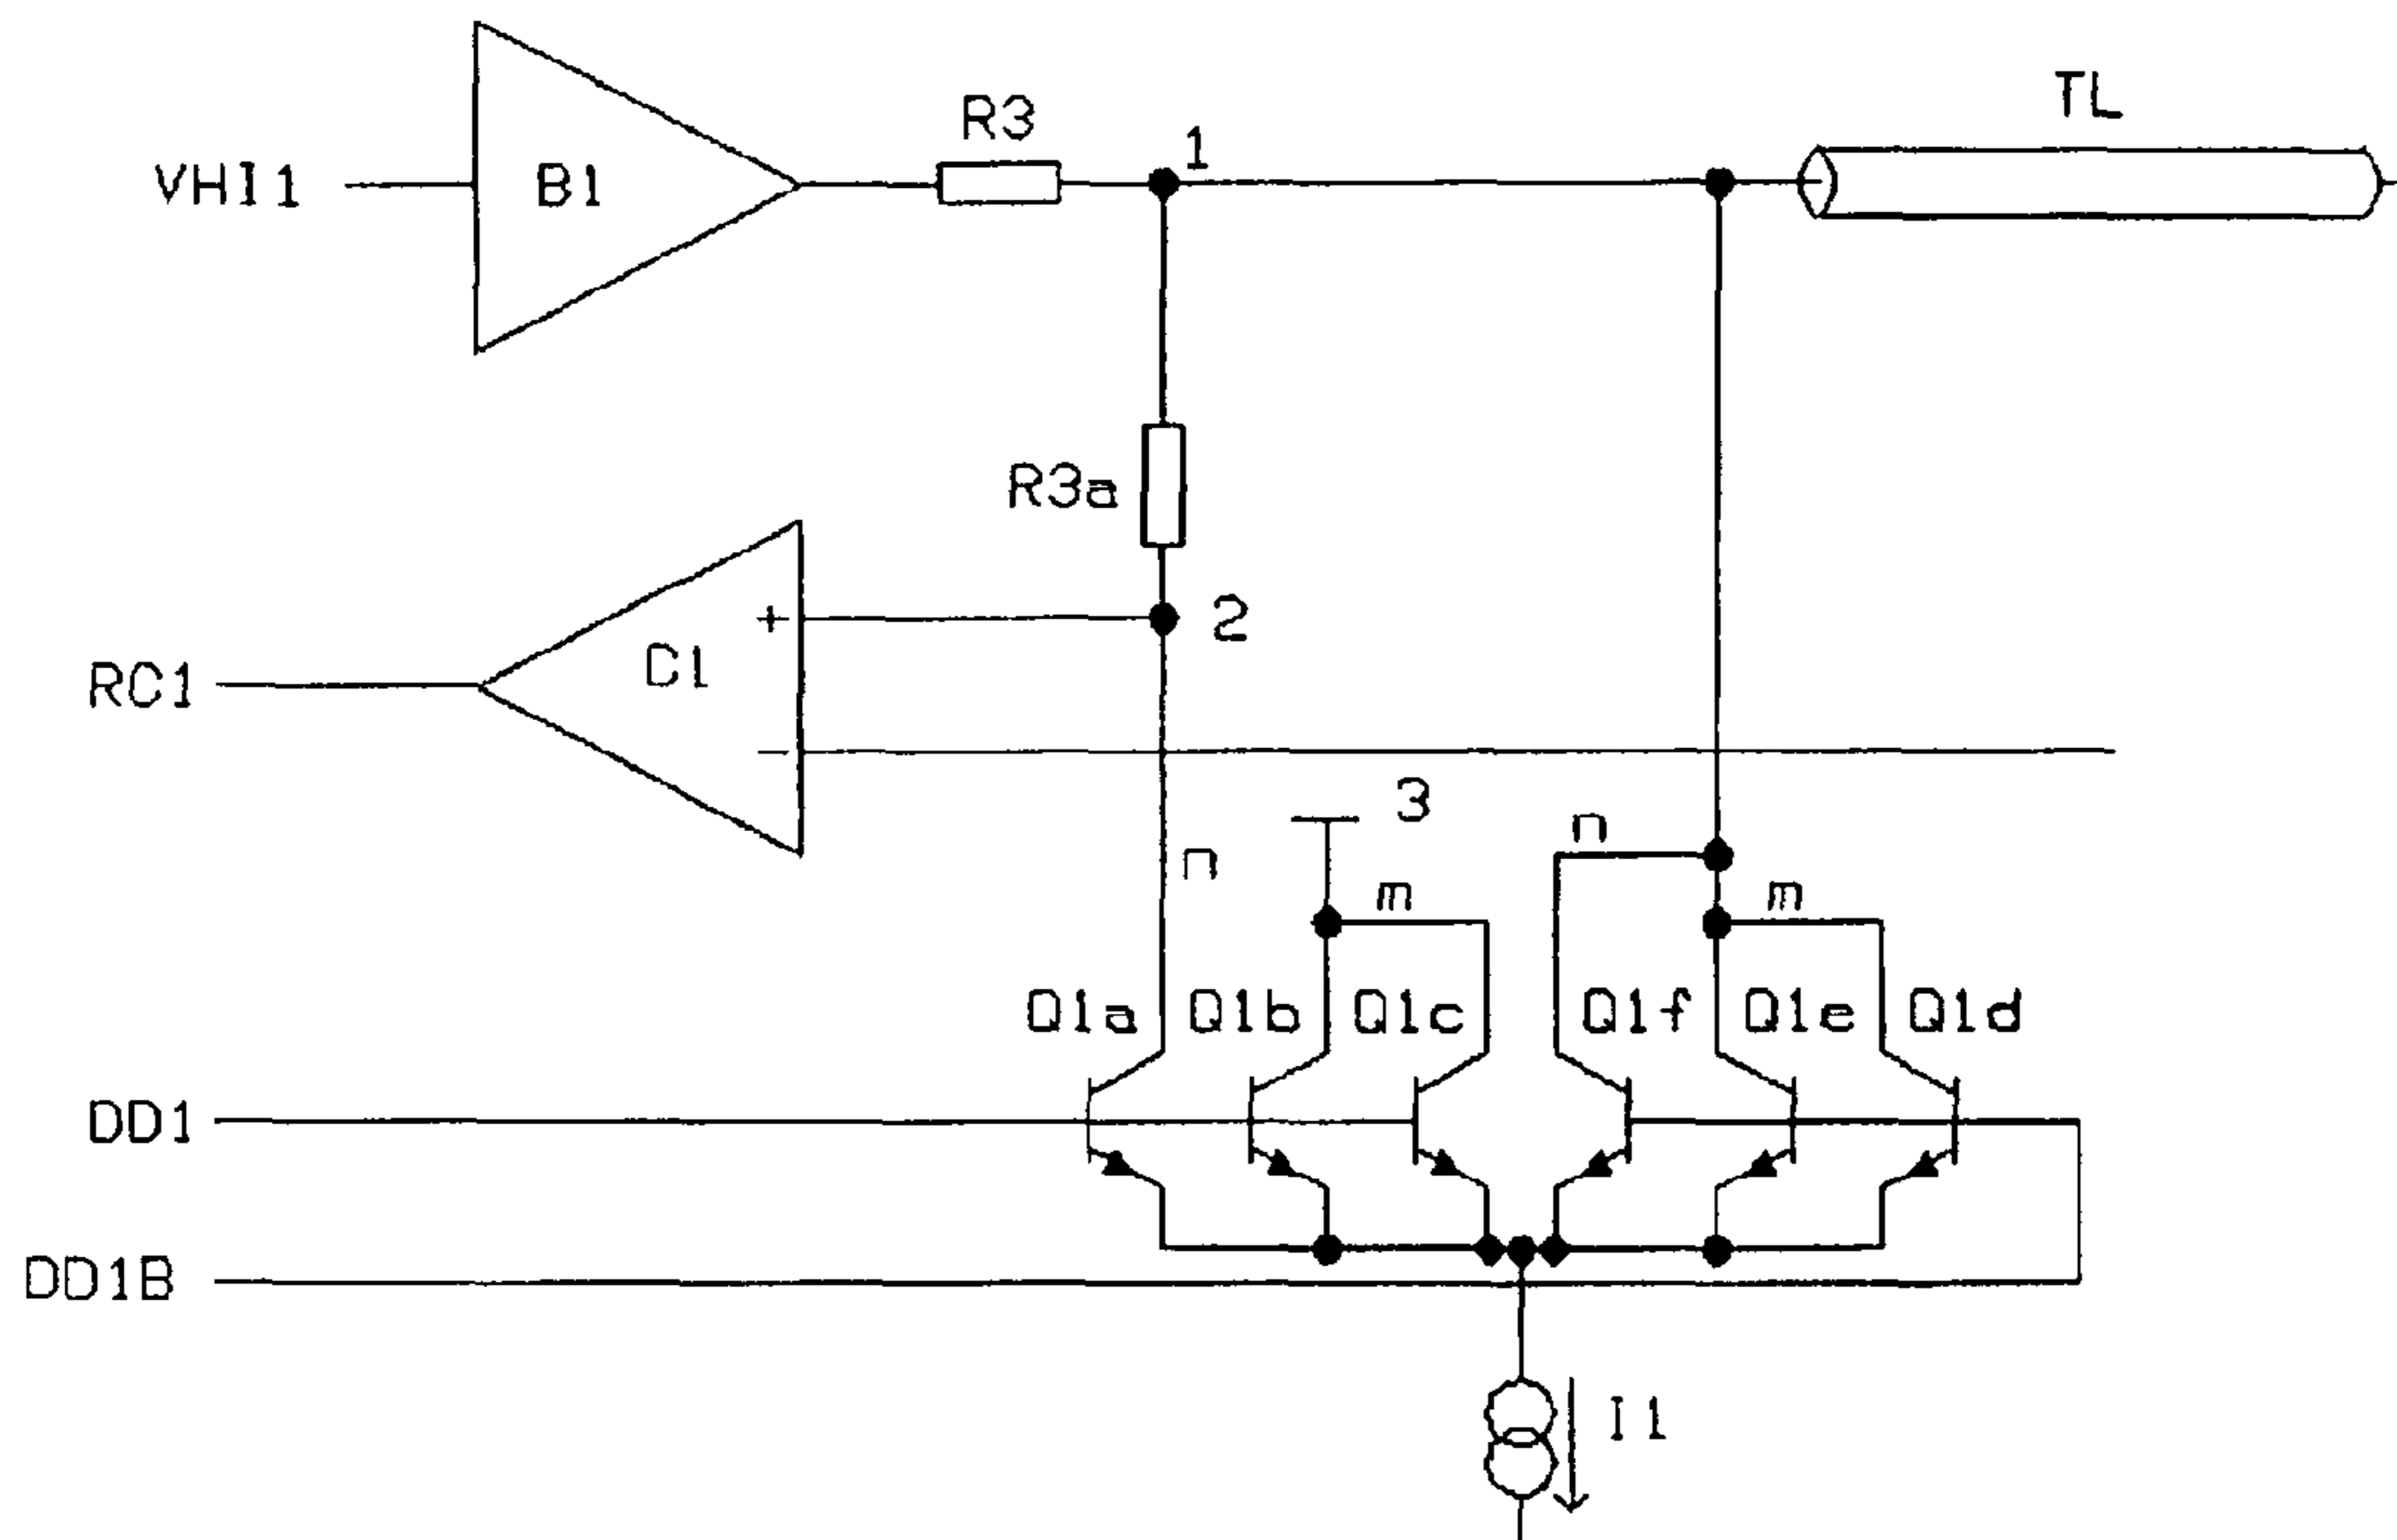 TL
R3
1
VHI1
B1
R3a
+
2
C1
RC1
-
3
n
n
m
m
Q1a
Q1b
Q1c
Q1f
Q1e
Q1d
DD1
DD1B
I1